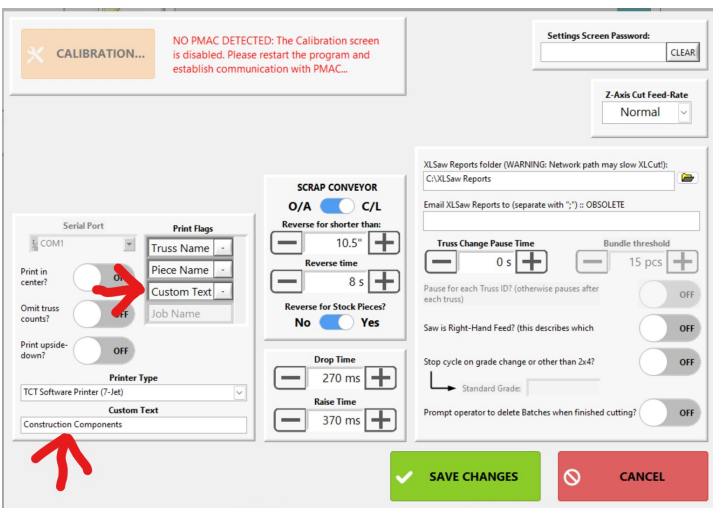 CALIBRATION...
NO PMAC DETECTED: The Calibration screen
is disabled. Please restart the program and
establish communication with PMAC...
Settings Screen Password:
CLEAR
Z-Axis Cut Feed-Rate
Normal
Serial Port
COM1
Print in
center?
OFF
Omit truss
counts?
OFF
Print upside-
down?
OFF
Print Flags
Truss Name -
Piece Name -
Custom Text -
Job Name
Printer Type
TCT Software Printer (7-Jet)
Custom Text
Construction Components
SCRAP CONVEYOR
O/A C/L
Reverse for shorter than:
10.5"
Reverse time
8 s
Reverse for Stock Pieces?
No Yes
Drop Time
270 ms
Raise Time
370 ms
XLSaw Reports folder (WARNING: Network path may slow XLCut!):
C:\XLSaw Reports
Email XLSaw Reports to (separate with ";") :: OBSOLETE
Truss Change Pause Time
0 s
Bundle threshold
15 pcs
Pause for each Truss ID? (otherwise pauses after
each truss)
OFF
Saw is Right-Hand Feed? (this describes which
OFF
Stop cycle on grade change or other than 2x4?
OFF
Standard Grade:
Prompt operator to delete Batches when finished cutting?
OFF
SAVE CHANGES
CANCEL